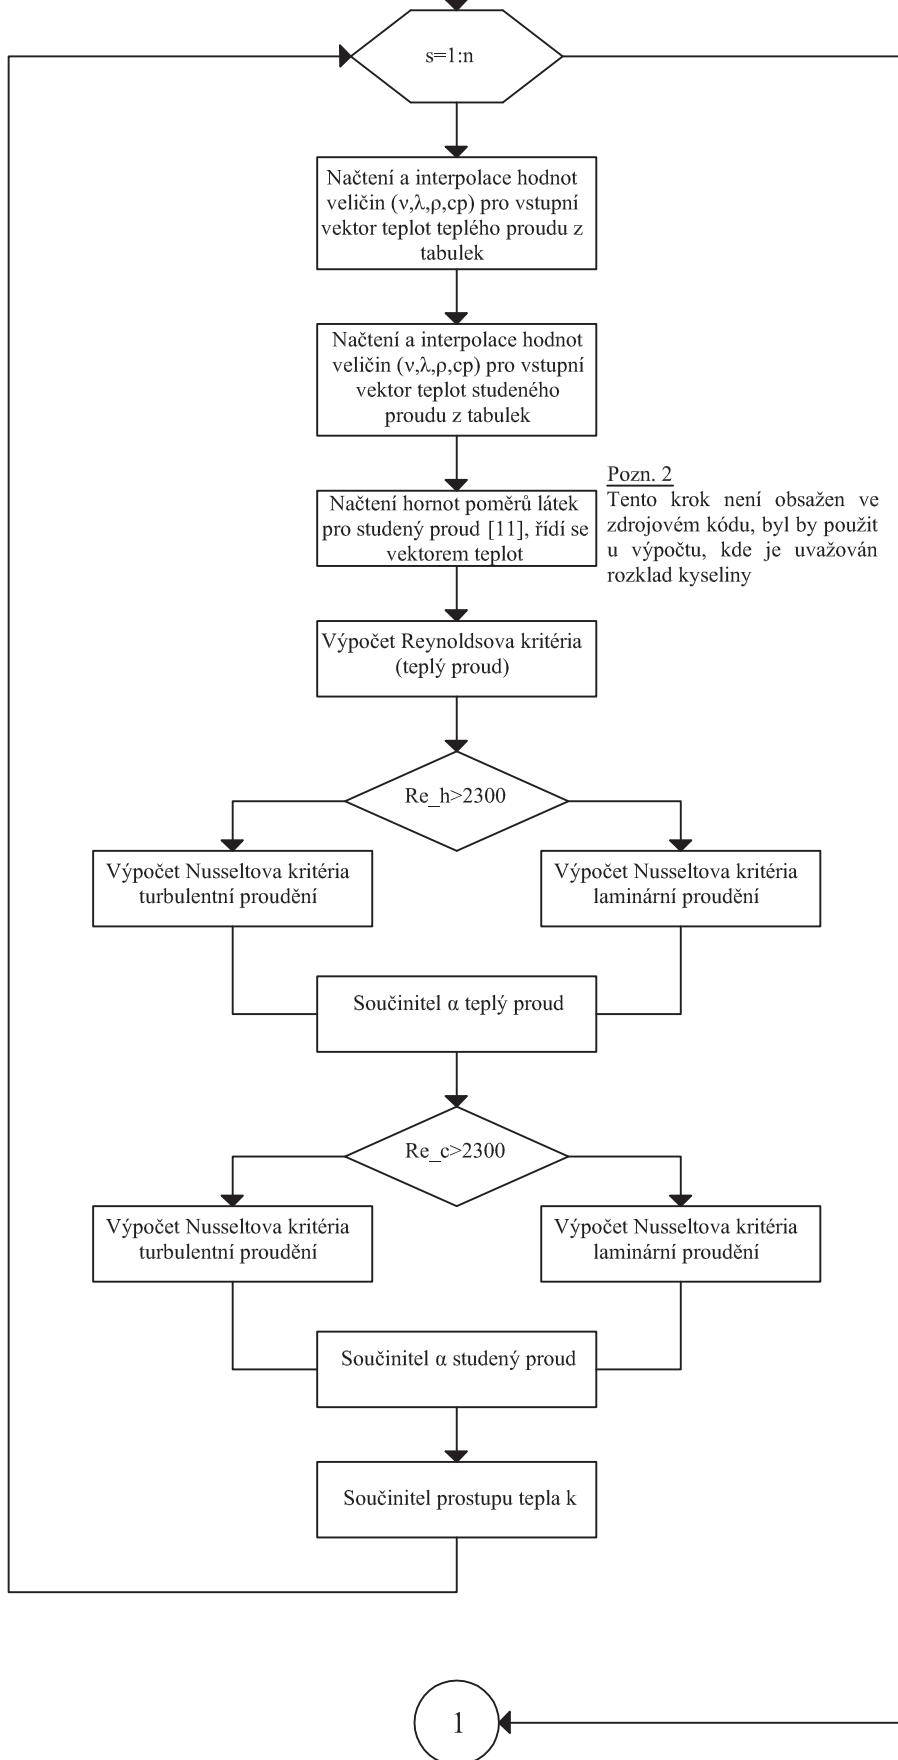 s=1:n
Načtení a interpolace hodnot
veličin (ν,λ,ρ,cp) pro vstupní
vektor teplot teplého proudu z
tabulek
Načtení a interpolace hodnot
veličin (ν,λ,ρ,cp) pro vstupní
vektor teplot studeného
proudu z tabulek
Načtení hornot poměrů látek
pro studený proud [11], řídí se
vektorem teplot
Pozn. 2
Tento krok není obsažen ve
zdrojovém kódu, byl by použit
u výpočtu, kde je uvažován
rozklad kyseliny
Výpočet Reynoldsova kritéria
(teplý proud)
Re_h>2300
Výpočet Nusseltova kritéria
turbulentní proudění
Výpočet Nusseltova kritéria
laminární proudění
Součinitel α teplý proud
Re_c>2300
Výpočet Nusseltova kritéria
turbulentní proudění
Výpočet Nusseltova kritéria
laminární proudění
Součinitel α studený proud
Součinitel prostupu tepla k
1